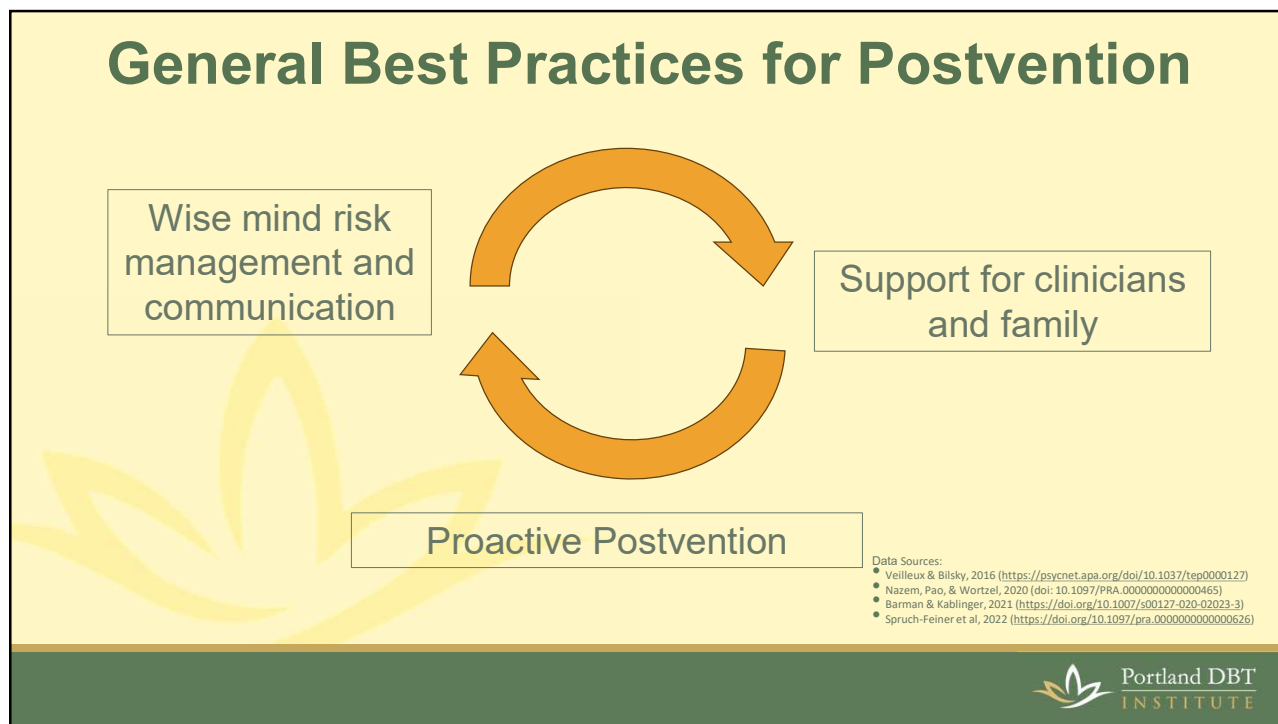 General Best Practices for Postvention
Wise mind risk
management and
communication
Support for clinicians
and family
Proactive Postvention
Data Sources:
• Veilleux & Bilsky, 2016 (https://psycnet.apa.org/doi/10.1037/tep0000127)
• Nazem, Pao, & Wortzel, 2020 (doi: 10.1097/PRA.0000000000000465)
• Barman & Kablinger, 2021 (https://doi.org/10.1007/s00127-020-02023-3)
• Spruch-Feiner et al, 2022 (https://doi.org/10.1097/pra.0000000000000626)
Portland DBT
INSTITUTE